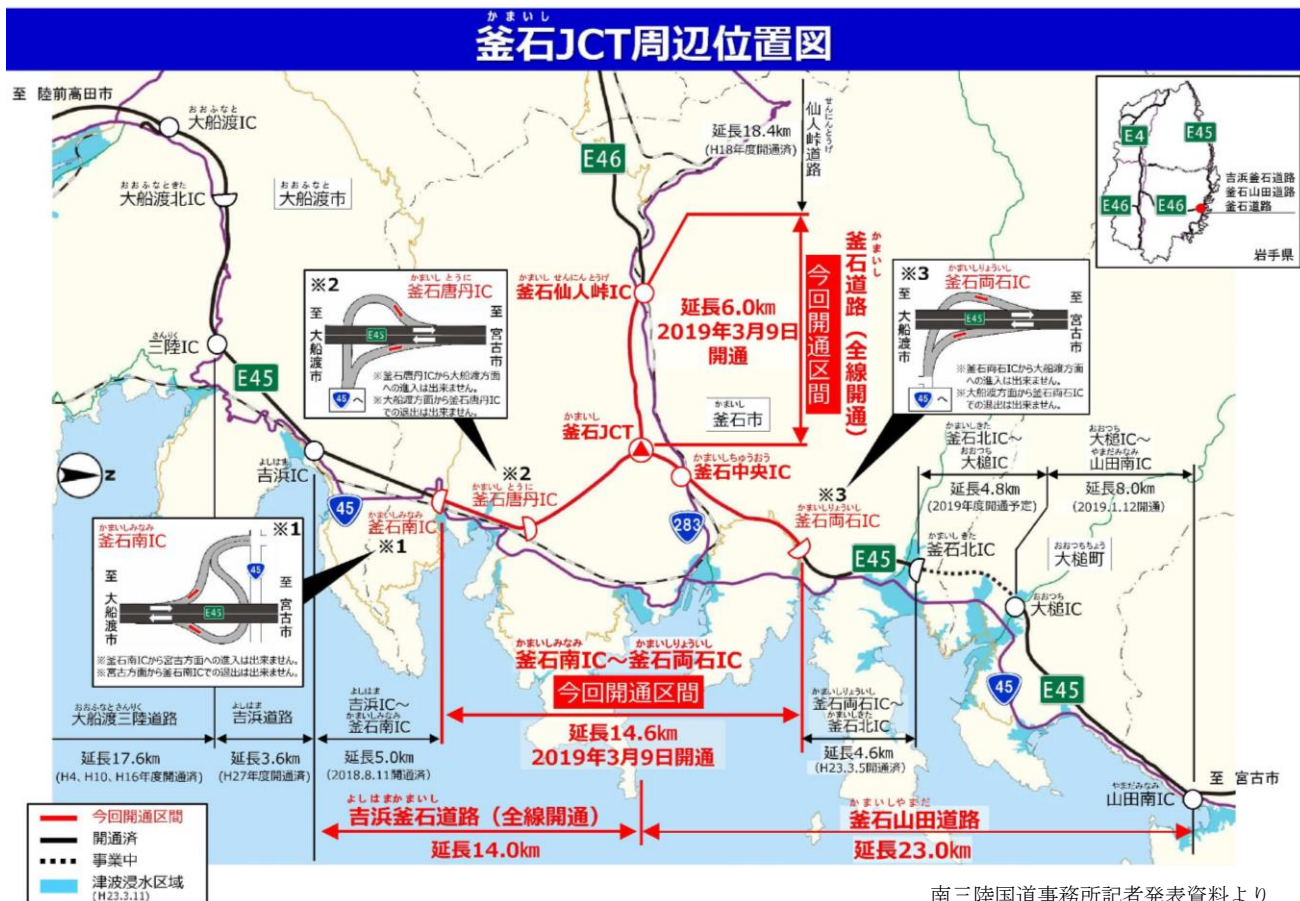 かまいし
釜石JCT周辺位置図
至 陸前高田市
おおふなと
大船渡IC
おおふなときた
大船渡北IC
おおふなと
大船渡市
E46
延長18.4km
(H18年度開通済)
せんにんとうげ
仙人峠道路
E4
E45
E46
E46
吉浜釜石道路
釜石山田道路
釜石道路
岩手県
※2
かまいし とうに
釜石唐丹IC
至 大船渡市
E45
至 宮古市
※釜石唐丹ICから大船渡方面
への進入は出来ません。
※大船渡方面から釜石唐丹IC
での退出は出来ません。
45
へ
かまいし せんにんとうげ
釜石仙人峠IC
延長6.0km
2019年3月9日
開通
今回開通区間
かまいし
釜石道路(全線開通)
※3
かまいしりょういし
釜石両石IC
至 大船渡市
E45
至 宮古市
※釜石両石ICから大船渡方面
への進入は出来ません。
※大船渡方面から釜石両石IC
での退出は出来ません。
45
へ
さんりく
三陸IC
E45
かまいし
釜石市
かまいし
釜石JCT
かまいしちゅうおう
釜石中央IC
N
よしはま
吉浜IC
45
※2
かまいし とうに
釜石唐丹IC
かまいしみなみ
釜石南IC
※1
283
※3
かまいしりょういし
釜石両石IC
かまいしきた
釜石北IC~
おおつち
大槌IC
延長4.8km
(2019年度開通予定)
おおつち
大槌IC~
やまだみなみ
山田南IC
延長8.0km
(2019.1.12開通)
E45
かまいし きた
釜石北IC
おおつちちょう
大槌町
おおつち
大槌IC
45
E45
かまいしみなみ
釜石南IC
※1
45
至 大船渡市
E45
至 宮古市
※釜石南ICから宮古方面への進入は出来ません。
※宮古方面から釜石南ICでの退出は出来ません。
おおふなとさんりく
大船渡三陸道路
延長17.6km
(H4、H10、H16年度開通済)
よしはま
吉浜道路
延長3.6km
(H27年度開通済)
よしはま
吉浜IC~
かまいしみなみ
釜石南IC
延長5.0km
(2018.8.11開通済)
かまいしみなみ かまいしりょういし
釜石南IC~釜石両石IC
今回開通区間
延長14.6km
2019年3月9日開通
かまいしりょういし
釜石両石IC~
かまいしきた
釜石北IC
延長4.6km
(H23.3.5開通済)
至 宮古市
やまだみなみ
山田南IC
よしはまかまいし
吉浜釜石道路(全線開通)
延長14.0km
かまいしやまだ
釜石山田道路
延長23.0km
今回開通区間
開通済
事業中
津波浸水区域
(H23.3.11)
南三陸国道事務所記者発表資料より